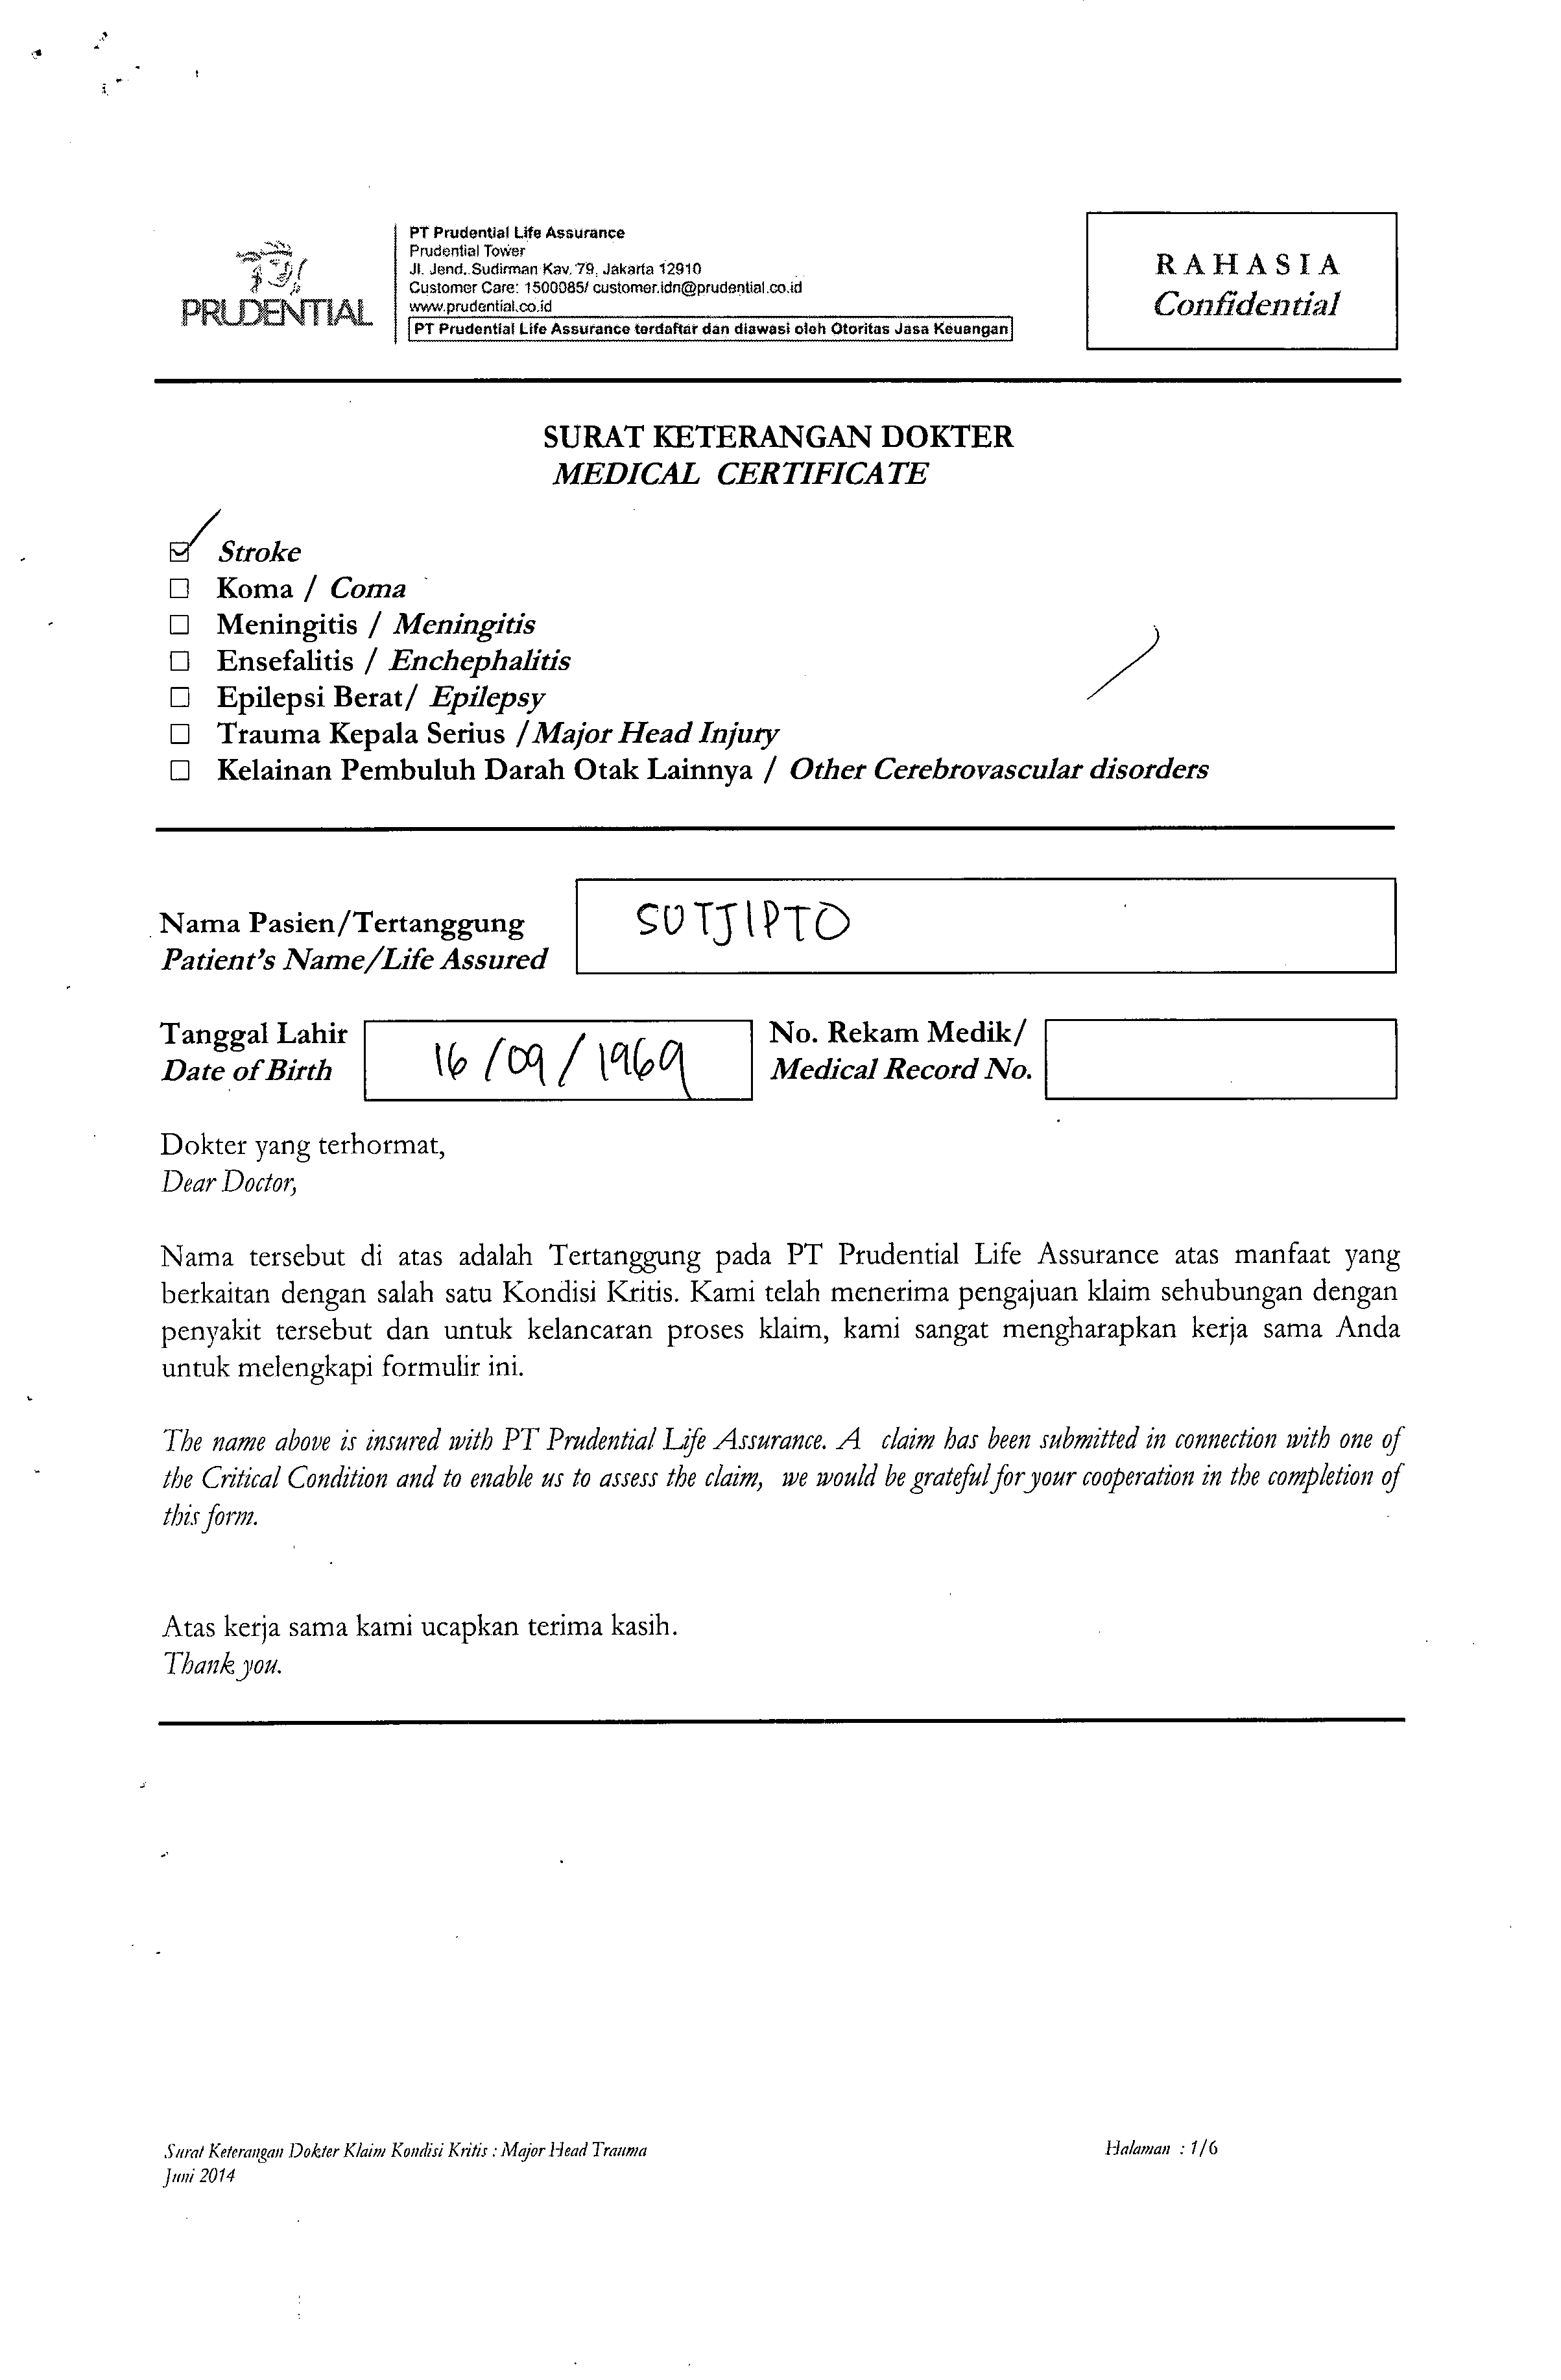 PRUDENTIAL
PT Prudential Life Assurance
Prudential Tower
Jl. Jend. Sudirman Kav. 79, Jakarta 12910
Customer Care: 1500085/ customer.idn@prudential.co.id
www.prudential.co.id
PT Prudential Life Assurance terdaftar dan diawasi oleh Otoritas Jasa Keuangan
RAHASIA
Confidential
SURAT KETERANGAN DOKTER
MEDICAL CERTIFICATE
☑ Stroke
☐ Koma / Coma
☐ Meningitis / Meningitis
☐ Ensefalitis / Enchephalitis
☐ Epilepsi Berat/ Epilepsy
☐ Trauma Kepala Serius / Major Head Injury
☐ Kelainan Pembuluh Darah Otak Lainnya / Other Cerebrovascular disorders
Nama Pasien/Tertanggung
Patient's Name/Life Assured
SUTJIPTO
Tanggal Lahir
Date of Birth
16/09/1969
No. Rekam Medik/
Medical Record No.
Dokter yang terhormat,
Dear Doctor,
Nama tersebut di atas adalah Tertanggung pada PT Prudential Life Assurance atas manfaat yang
berkaitan dengan salah satu Kondisi Kritis. Kami telah menerima pengajuan klaim sehubungan dengan
penyakit tersebut dan untuk kelancaran proses klaim, kami sangat mengharapkan kerja sama Anda
untuk melengkapi formulir ini.
The name above is insured with PT Prudential Life Assurance. A claim has been submitted in connection with one of
the Critical Condition and to enable us to assess the claim, we would be grateful for your cooperation in the completion of
this form.
Atas kerja sama kami ucapkan terima kasih.
Thank you.
Surat Keterangan Dokter Klaim Kondisi Kritis : Major Head Trauma
Juni 2014
Halaman : 1/6